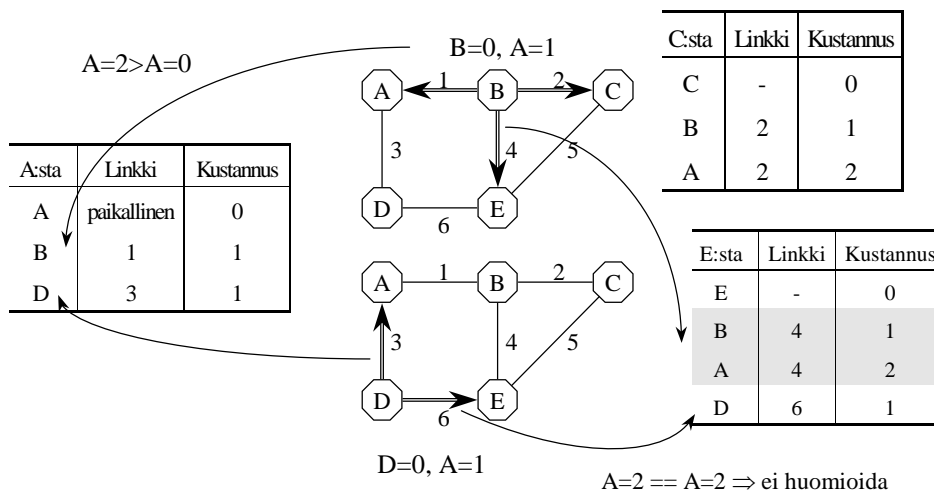 B=0, A=1
A=2>A=0
C:sta Linkki Kustannus
C - 0
B 2 1
A 2 2
A 1 B 2 C
3 4 5
D 6 E
A:sta Linkki Kustannus
A paikallinen 0
B 1 1
D 3 1
E:sta Linkki Kustannus
E - 0
B 4 1
A 4 2
D 6 1
A 1 B 2 C
3 4 5
D 6 E
D=0, A=1
A=2 == A=2 ⇒ ei huomioida